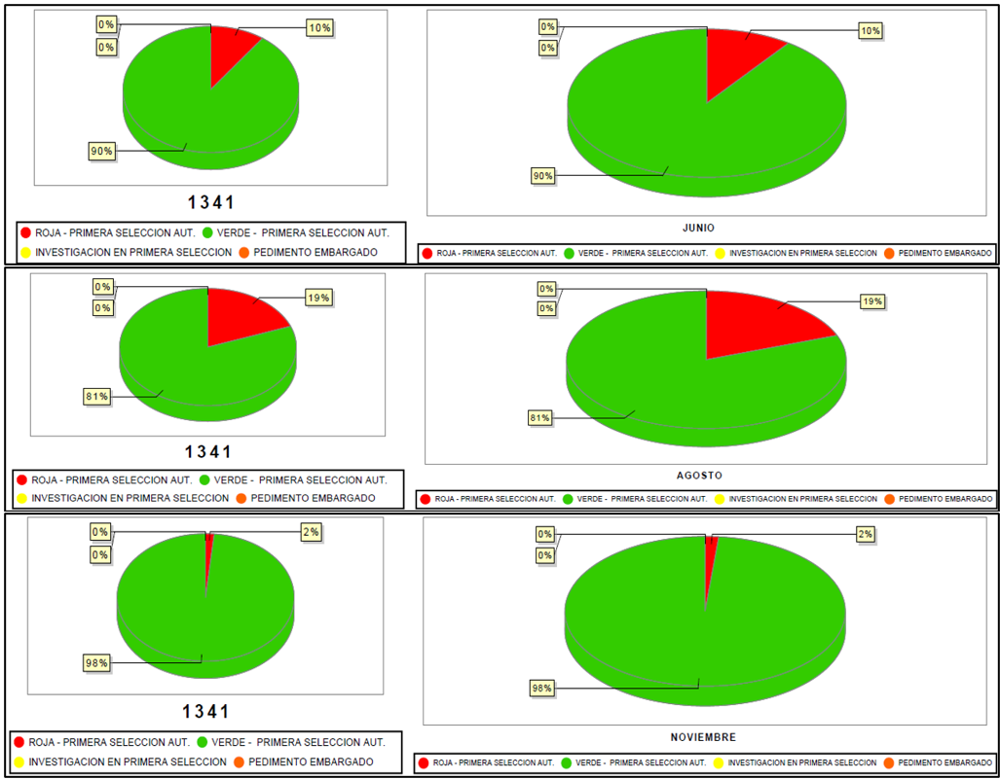 0%
10%
0%
90%
1341
ROJA - PRIMERA SELECCION AUT. VERDE - PRIMERA SELECCION AUT.
INVESTIGACION EN PRIMERA SELECCION PEDIMENTO EMBARGADO
0%
10%
0%
90%
JUNIO
ROJA - PRIMERA SELECCION AUT. VERDE - PRIMERA SELECCION AUT. INVESTIGACION EN PRIMERA SELECCION PEDIMENTO EMBARGADO
0%
19%
0%
81%
1341
ROJA - PRIMERA SELECCION AUT. VERDE - PRIMERA SELECCION AUT.
INVESTIGACION EN PRIMERA SELECCION PEDIMENTO EMBARGADO
0%
19%
0%
81%
AGOSTO
ROJA - PRIMERA SELECCION AUT. VERDE - PRIMERA SELECCION AUT. INVESTIGACION EN PRIMERA SELECCION PEDIMENTO EMBARGADO
0%
2%
0%
98%
1341
ROJA - PRIMERA SELECCION AUT. VERDE - PRIMERA SELECCION AUT.
INVESTIGACION EN PRIMERA SELECCION PEDIMENTO EMBARGADO
0%
2%
0%
98%
NOVIEMBRE
ROJA - PRIMERA SELECCION AUT. VERDE - PRIMERA SELECCION AUT. INVESTIGACION EN PRIMERA SELECCION PEDIMENTO EMBARGADO